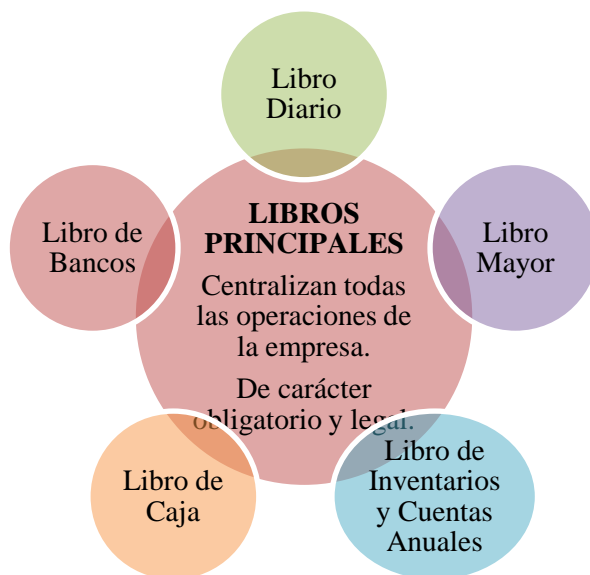 Libro
Diario
Libro de
Bancos
LIBROS
PRINCIPALES
Centralizan todas
las operaciones de
la empresa.
De carácter
obligatorio y legal.
Libro
Mayor
Libro de
Caja
Libro de
Inventarios
y Cuentas
Anuales